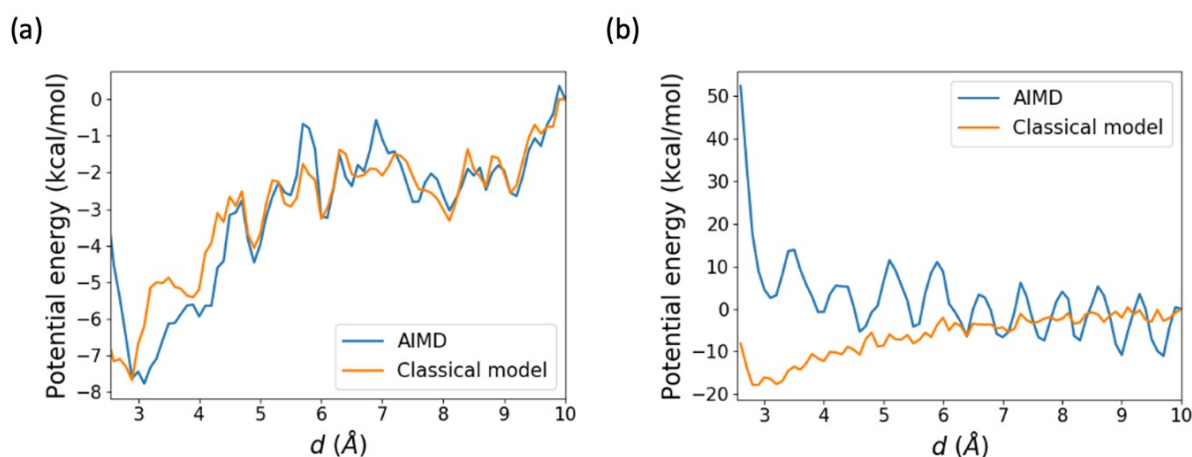 (a)
Potential energy (kcal/mol)
0
−1
−2
−3
−4
−5
−6
−7
−8
AIMD
Classical model
3 4 5 6 7 8 9 10
d (Å)
(b)
Potential energy (kcal/mol)
50
40
30
20
10
0
−10
−20
AIMD
Classical model
3 4 5 6 7 8 9 10
d (Å)